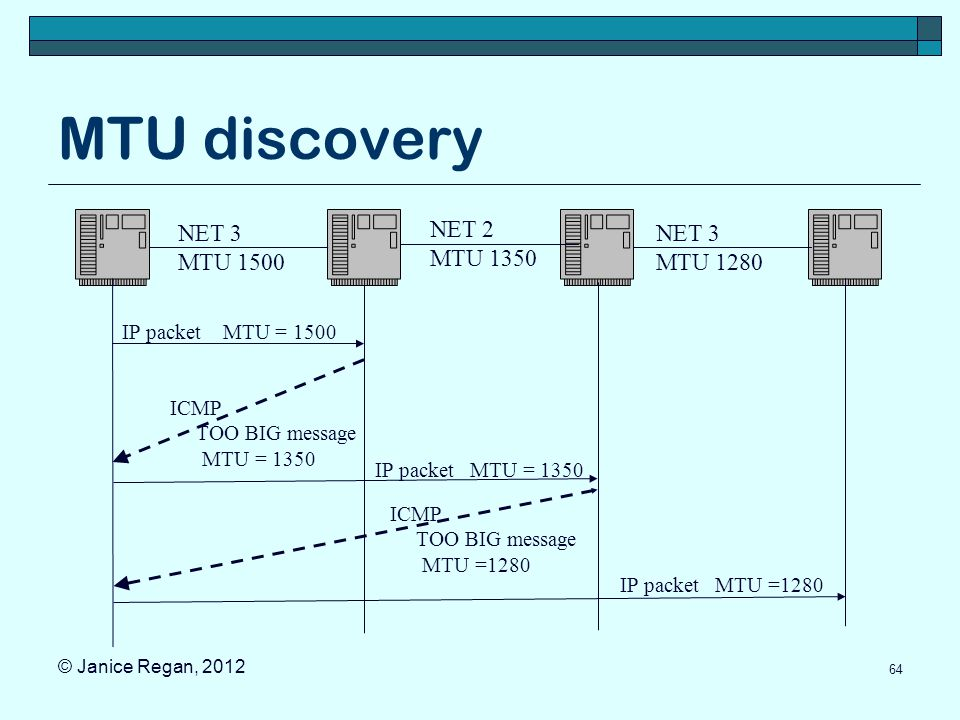 MTU discovery
NET 3
MTU 1500
NET 2
MTU 1350
NET 3
MTU 1280
IP packet MTU = 1500
ICMP
TOO BIG message
MTU = 1350
IP packet MTU = 1350
ICMP
TOO BIG message
MTU =1280
IP packet MTU =1280
© Janice Regan, 2012
64